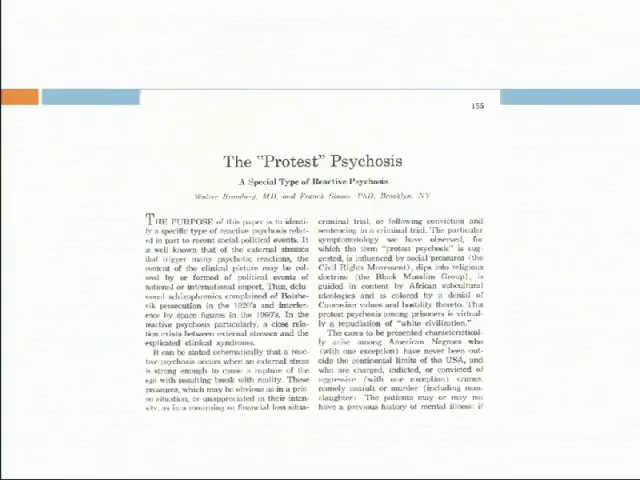 155
The "Protest" Psychosis
A Special Type of Reactive Psychosis
Walter Bromberg, MD, and Franck Simon, PhD, Brooklyn, NY
THE PURPOSE of this paper is to identi-
fy a specific type of reactive psychosis relat-
ed in part to recent social-political events. It
is well known that of the external stresses
that trigger many psychotic reactions, the
content of the clinical picture may be col-
ored by or formed of political events of
national or international import. Thus, delu-
sional schizophrenics complained of Bolshe-
vik persecution in the 1920's and interfer-
ence by space figures in the 1960's. In the
reactive psychosis particularly, a close rela-
tion exists between external stresses and the
explicated clinical syndrome.
It can be stated schematically that a reac-
tive psychosis occurs when an external stress
is strong enough to cause a rupture of the
ego with resulting break with reality. These
pressures, which may be obvious as in a pris-
on situation, or unappreciated in their inten-
sity, as in a mourning or financial loss situa-
criminal trial, or following conviction and
sentencing in a criminal trial. The particular
symptomatology we have observed, for
which the term "protest psychosis" is sug-
gested, is influenced by social pressures (the
Civil Rights Movement), dips into religious
doctrine (the Black Muslim Group), is
guided in content by African subcultural
ideologies and is colored by a denial of
Caucasian values and hostility thereto. This
protest psychosis among prisoners is virtual-
ly a repudiation of "white civilization."
The cases to be presented characteristical-
ly arise among American Negroes who
(with one exception) have never been out-
side the continental limits of the USA, and
who are charged, indicted, or convicted of
aggressive (with one exception) crimes,
namely assault or murder (including man-
slaughter). The patients may or may not
have a previous history of mental illness; if